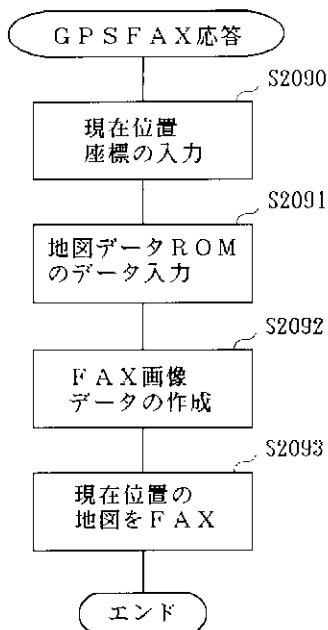 GPSFAX応答
S2090
現在位置
座標の入力
S2091
地図データROM
のデータ入力
S2092
FAX画像
データの作成
S2093
現在位置の
地図をFAX
エンド